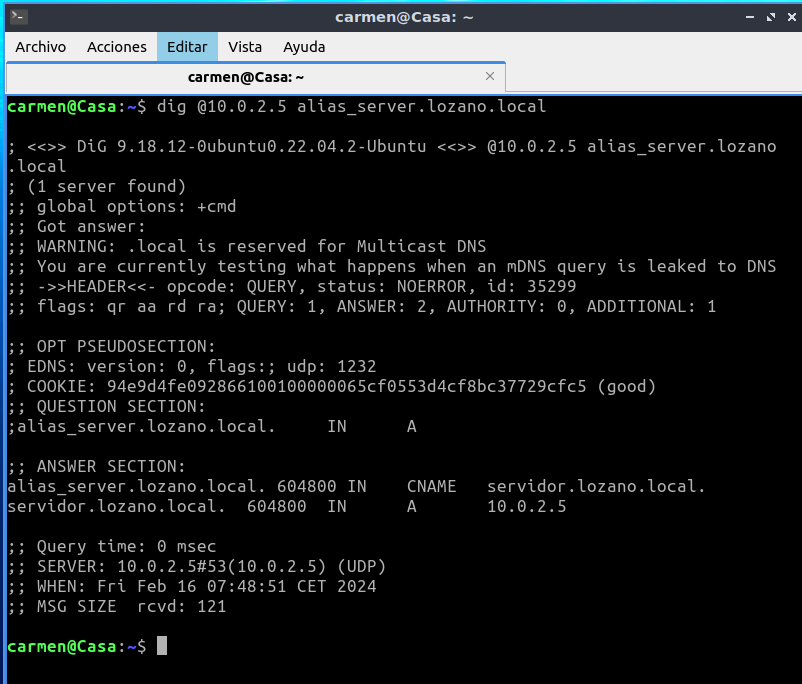 carmen@Casa: ~
Archivo Acciones Editar Vista Ayuda
carmen@Casa: ~
carmen@Casa:~$ dig @10.0.2.5 alias_server.lozano.local
; <<>> DiG 9.18.12-0ubuntu0.22.04.2-Ubuntu <<>> @10.0.2.5 alias_server.lozano
.local
; (1 server found)
;; global options: +cmd
;; Got answer:
;; WARNING: .local is reserved for Multicast DNS
;; You are currently testing what happens when an mDNS query is leaked to DNS
;; ->>HEADER<<- opcode: QUERY, status: NOERROR, id: 35299
;; flags: qr aa rd ra; QUERY: 1, ANSWER: 2, AUTHORITY: 0, ADDITIONAL: 1
;; OPT PSEUDOSECTION:
; EDNS: version: 0, flags:; udp: 1232
; COOKIE: 94e9d4fe092866100100000065cf0553d4cf8bc37729cfc5 (good)
;; QUESTION SECTION:
;alias_server.lozano.local. IN A
;; ANSWER SECTION:
alias_server.lozano.local. 604800 IN CNAME servidor.lozano.local.
servidor.lozano.local. 604800 IN A 10.0.2.5
;; Query time: 0 msec
;; SERVER: 10.0.2.5#53(10.0.2.5) (UDP)
;; WHEN: Fri Feb 16 07:48:51 CET 2024
;; MSG SIZE rcvd: 121
carmen@Casa:~$